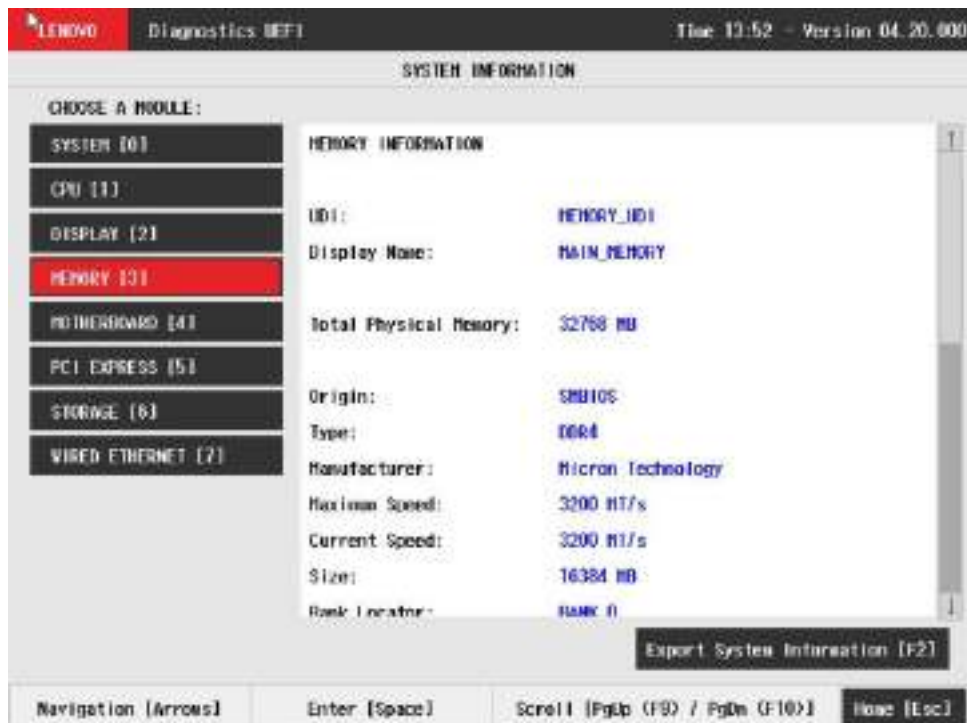 LENOVO Diagnostics UEFI Time 13:52 - Version 04.20.000
SYSTEM INFORMATION
CHOOSE A MODULE:
SYSTEM [0]
CPU [1]
DISPLAY [2]
MEMORY [3]
MOTHERBOARD [4]
PCI EXPRESS [5]
STORAGE [6]
WIRED ETHERNET [7]
MEMORY INFORMATION
UDI: MEMORY_UDI
Display Name: MAIN_MEMORY
Total Physical Memory: 32768 MB
Origin: SMBIOS
Type: DDR4
Manufacturer: Micron Technology
Maximum Speed: 3200 MT/s
Current Speed: 3200 MT/s
Size: 16384 MB
Bank Locator: BANK 0
Export System Information [F2]
Navigation [Arrows] Enter [Space] Scroll [PgUp (F9) / PgDn (F10)] Home [Esc]